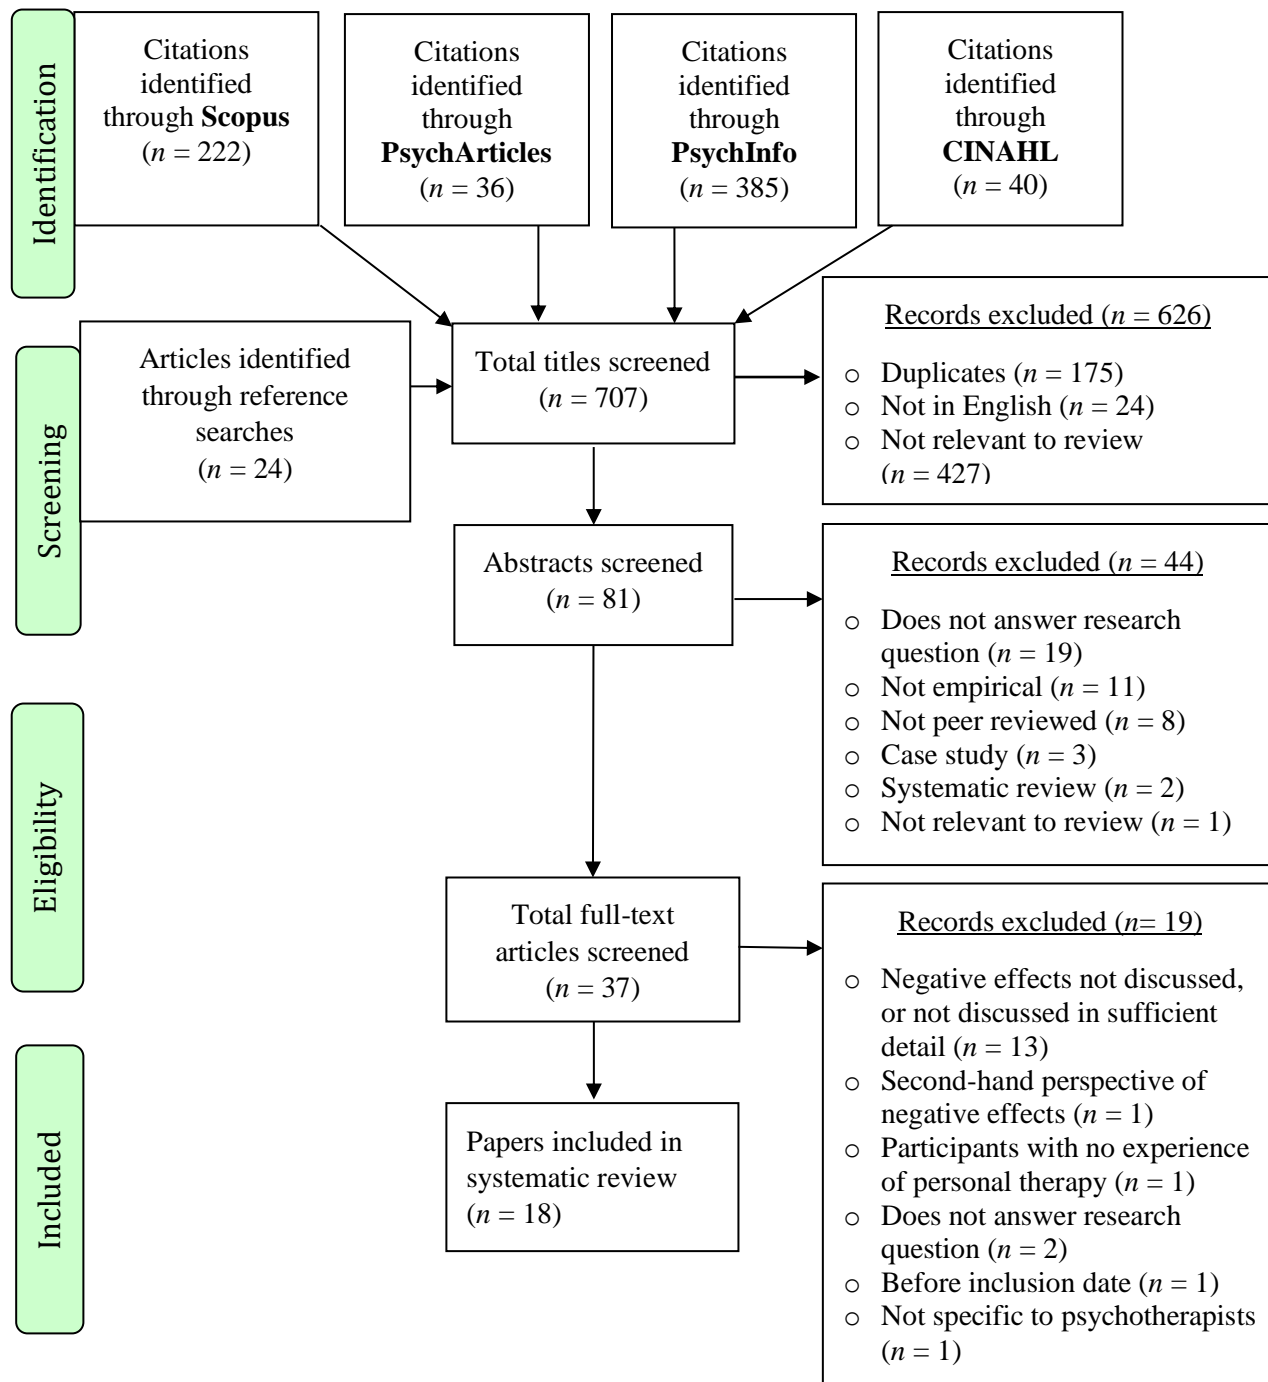 Identification
Citations
identified
through Scopus
(n = 222)
Citations
identified
through
PsychArticles
(n = 36)
Citations
identified
through
PsychInfo
(n = 385)
Citations
identified
through
CINAHL
(n = 40)
Screening
Articles identified
through reference
searches
(n = 24)
Total titles screened
(n = 707)
Records excluded (n = 626)
o Duplicates (n = 175)
o Not in English (n = 24)
o Not relevant to review
(n = 427)
Abstracts screened
(n = 81)
Records excluded (n = 44)
o Does not answer research
question (n = 19)
o Not empirical (n = 11)
o Not peer reviewed (n = 8)
o Case study (n = 3)
o Systematic review (n = 2)
o Not relevant to review (n = 1)
Eligibility
Total full-text
articles screened
(n = 37)
Records excluded (n= 19)
o Negative effects not discussed,
or not discussed in sufficient
detail (n = 13)
o Second-hand perspective of
negative effects (n = 1)
o Participants with no experience
of personal therapy (n = 1)
o Does not answer research
question (n = 2)
o Before inclusion date (n = 1)
o Not specific to psychotherapists
(n = 1)
Included
Papers included in
systematic review
(n = 18)